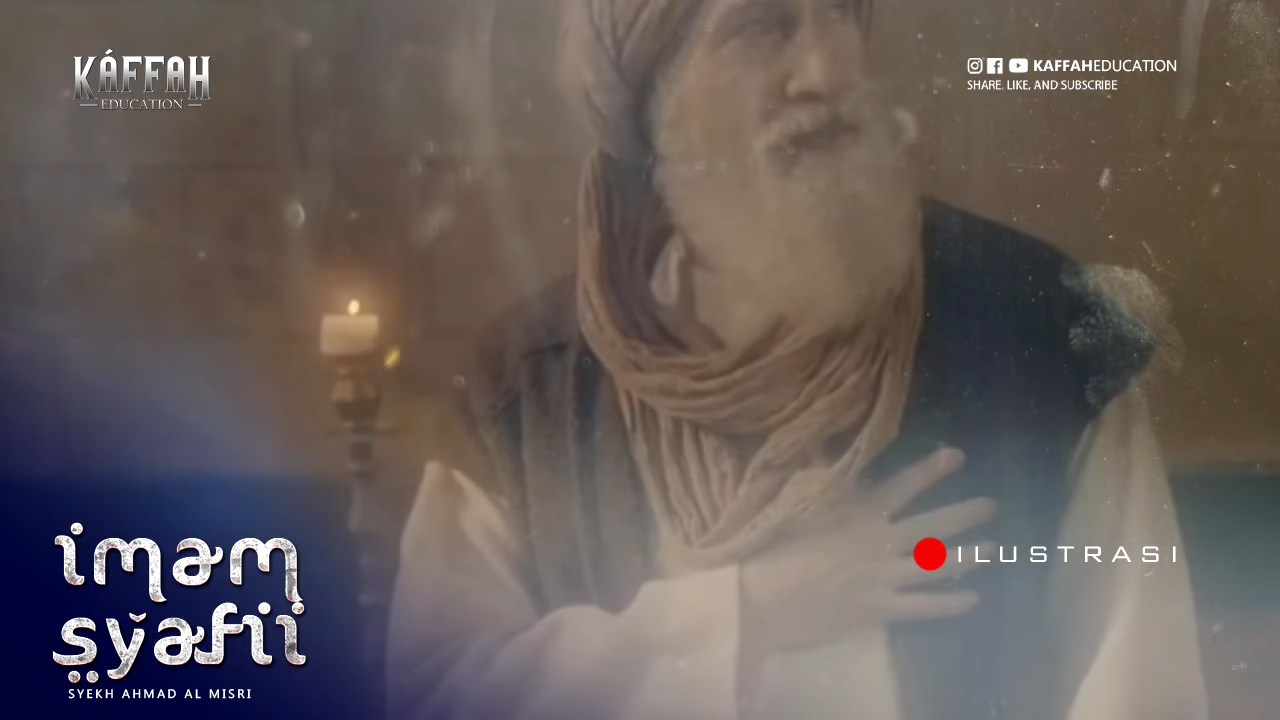 KÁFFAH
EDUCATION
KAFFAHEDUCATION
SHARE, LIKE, AND SUBSCRIBE
ILUSTRASI
imam
syafii
SYEKH AHMAD AL MISRI